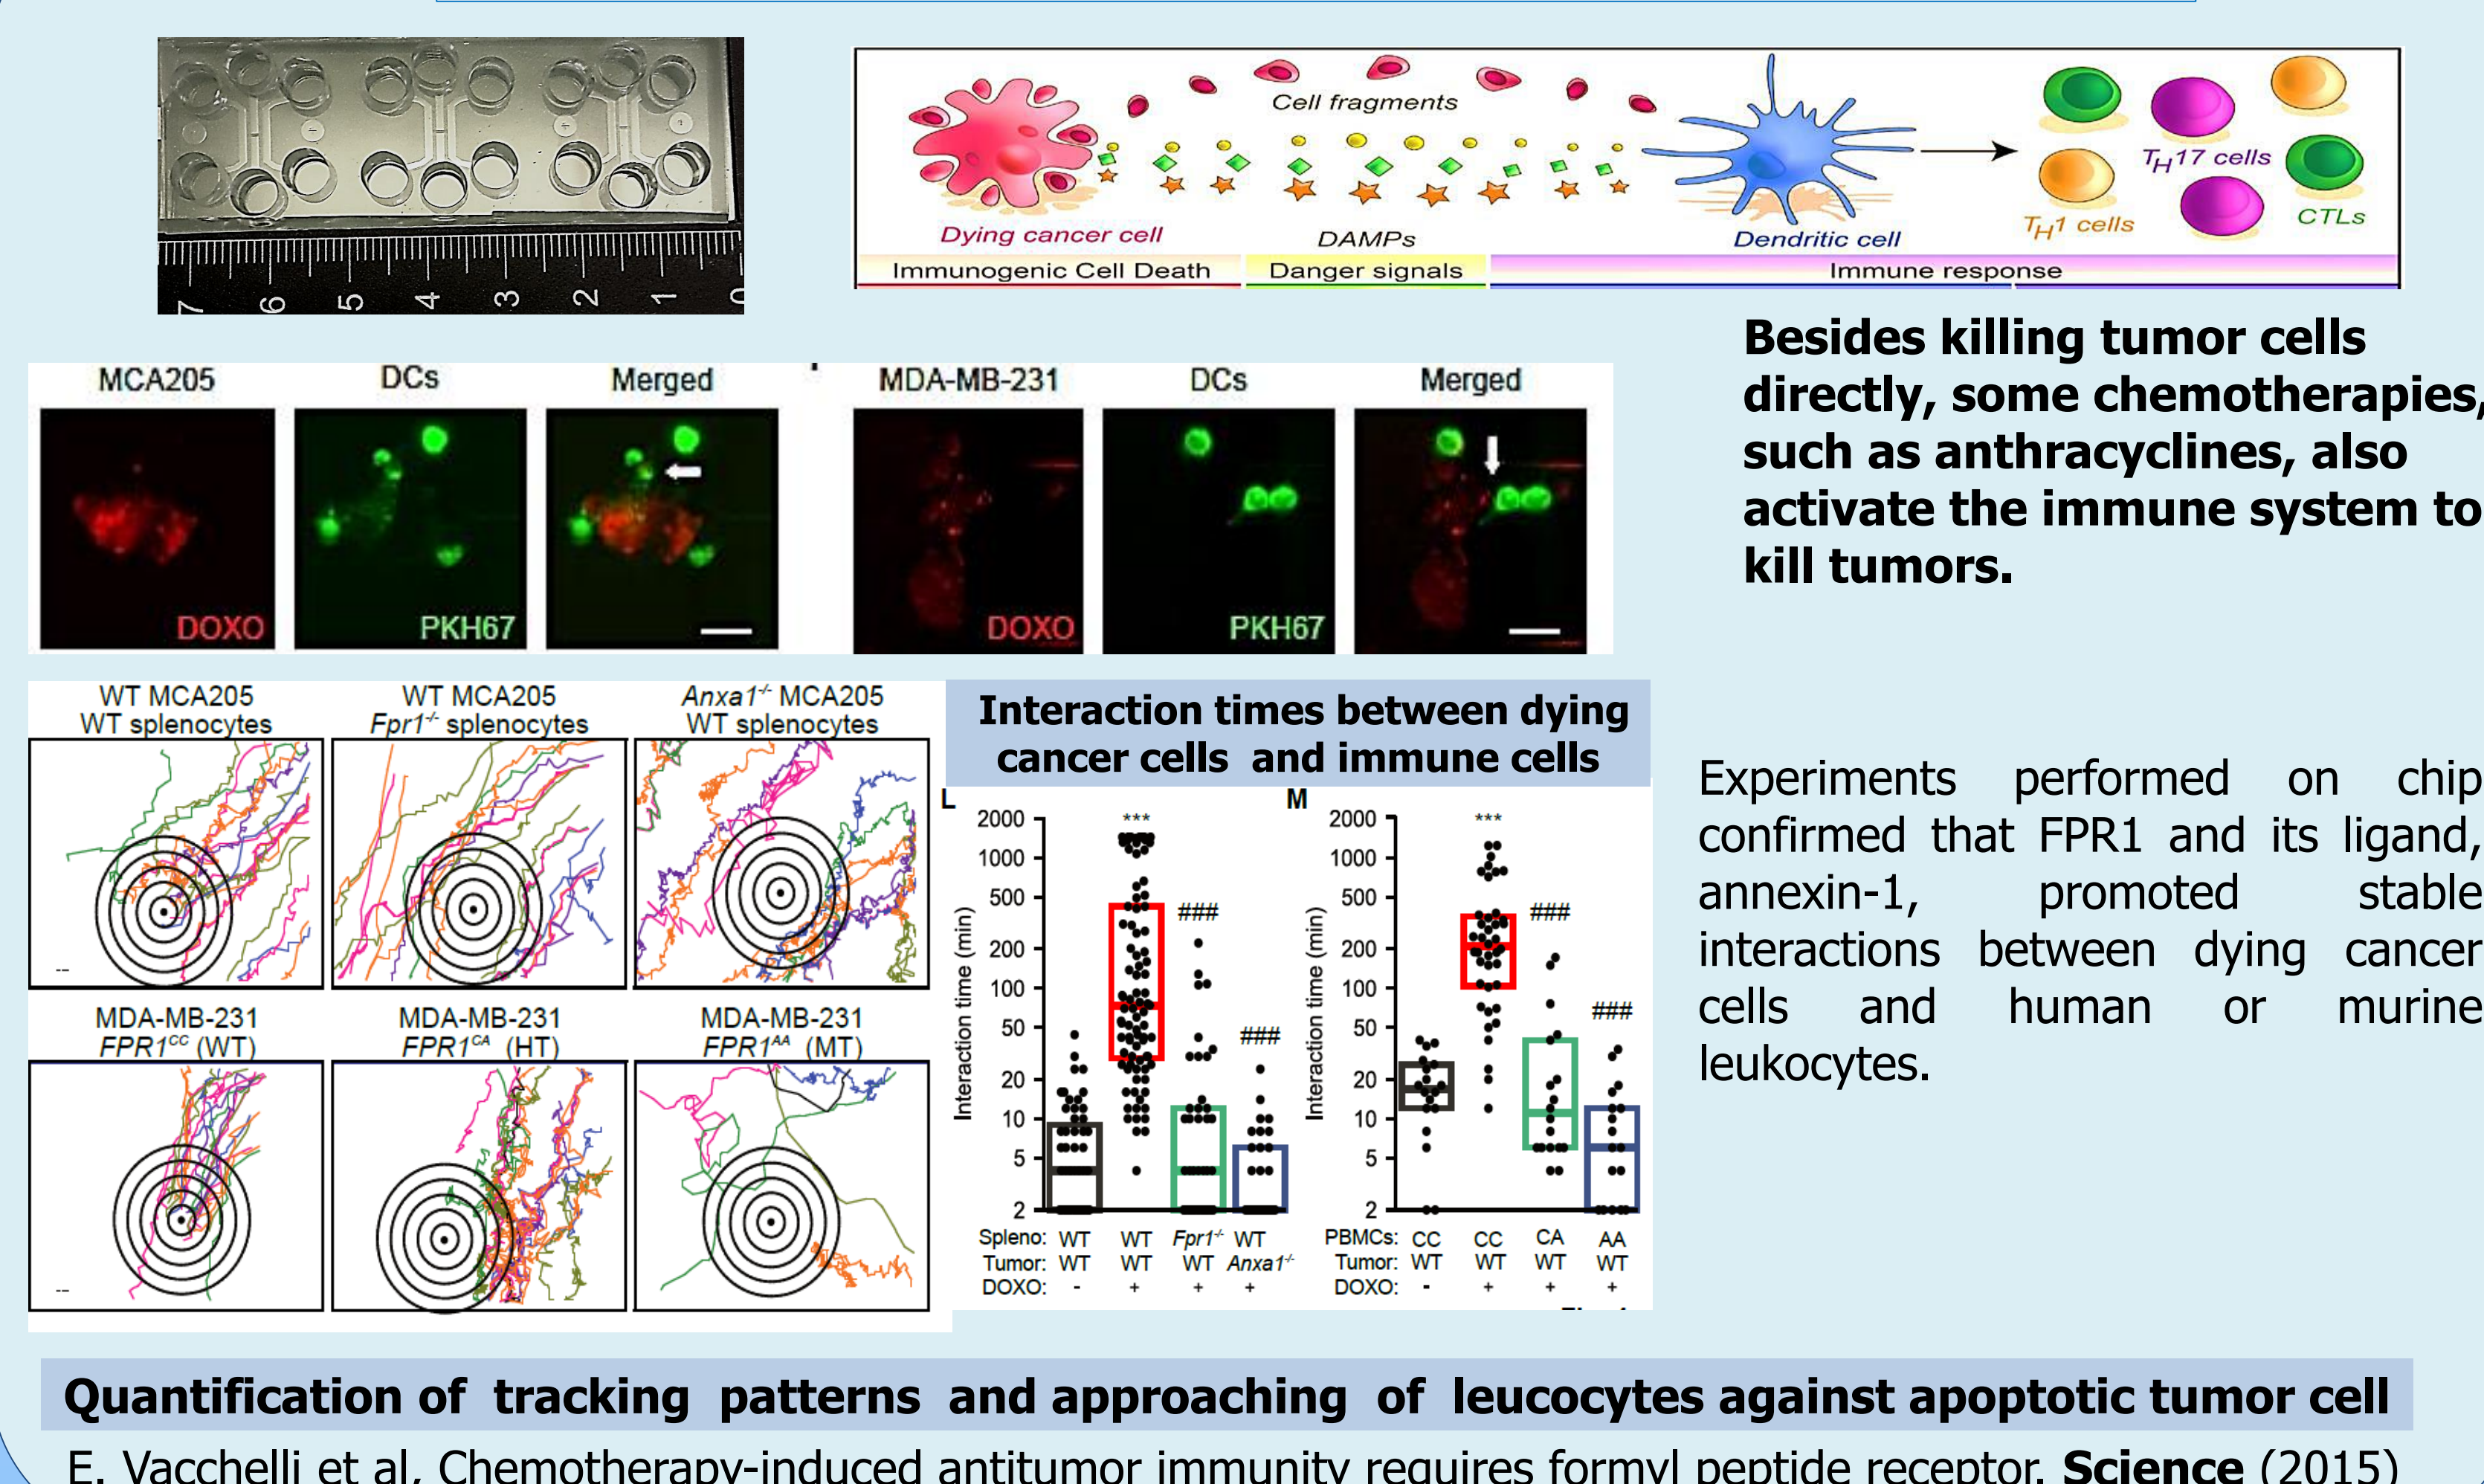 7 6 5 4 3 2 1 0
Cell fragments
TH17 cells
Dying cancer cell
DAMPs
Dendritic cell
TH1 cells
CTLs
Immunogenic Cell Death
Danger signals
Immune response
Besides killing tumor cells
directly, some chemotherapies,
such as anthracyclines, also
activate the immune system to
kill tumors.
MCA205 DCs Merged
DOXO PKH67
MDA-MB-231 DCs Merged
DOXO PKH67
WT MCA205
WT splenocytes
WT MCA205
Fpr1-/- splenocytes
Anxa1-/- MCA205
WT splenocytes
MDA-MB-231
FPR1CC (WT)
MDA-MB-231
FPR1CA (HT)
MDA-MB-231
FPR1AA (MT)
Interaction times between dying
cancer cells and immune cells
L
Interaction time (min)
2000
1000
500
200
100
50
20
10
5
2
***
###
###
Spleno: WT WT Fpr1-/- WT
Tumor: WT WT WT Anxa1-/-
DOXO: - + + +
M
Interaction time (min)
2000
1000
500
200
100
50
20
10
5
2
***
###
###
PBMCs: CC CC CA AA
Tumor: WT WT WT WT
DOXO: - + + +
Experiments performed on chip
confirmed that FPR1 and its ligand,
annexin-1, promoted stable
interactions between dying cancer
cells and human or murine
leukocytes.
Quantification of tracking patterns and approaching of leucocytes against apoptotic tumor cell
E. Vacchelli et al, Chemotherapy-induced antitumor immunity requires formyl peptide receptor. Science (2015)